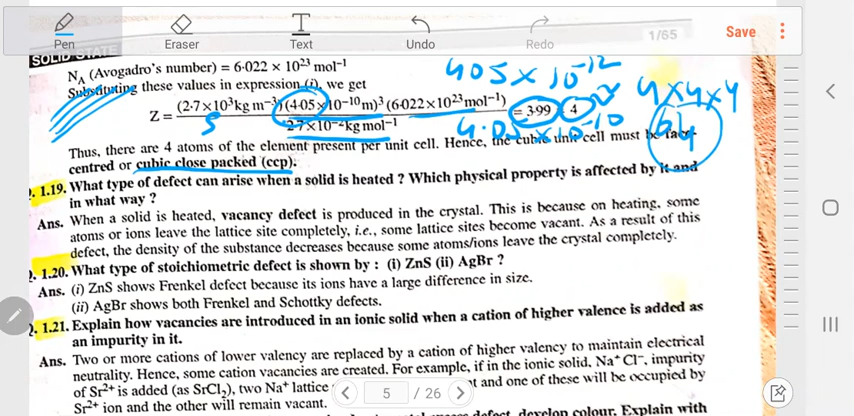 Pen
Eraser
Text
Undo
Redo
1/65
Save
SOLID STATE
N_A (Avogadro's number) = 6·022 × 10²³ mol⁻¹
405 × 10⁻¹²
Substituting these values in expression (i), we get
Z = (2·7×10³kg m⁻³)(4·05×10⁻¹⁰m)³(6·022×10²³mol⁻¹) / 2·7×10⁻²kg mol⁻¹ = 3·99 = 4
4×4×4
64
4.05×10⁻¹⁰
Thus, there are 4 atoms of the element present per unit cell. Hence, the cubic unit cell must be face-
centred or cubic close packed (ccp).
Q. 1.19. What type of defect can arise when a solid is heated ? Which physical property is affected by it and
in what way ?
Ans. When a solid is heated, vacancy defect is produced in the crystal. This is because on heating, some
atoms or ions leave the lattice site completely, i.e., some lattice sites become vacant. As a result of this
defect, the density of the substance decreases because some atoms/ions leave the crystal completely.
Q. 1.20. What type of stoichiometric defect is shown by : (i) ZnS (ii) AgBr ?
Ans. (i) ZnS shows Frenkel defect because its ions have a large difference in size.
(ii) AgBr shows both Frenkel and Schottky defects.
Q. 1.21. Explain how vacancies are introduced in an ionic solid when a cation of higher valence is added as
an impurity in it.
Ans. Two or more cations of lower valency are replaced by a cation of higher valency to maintain electrical
neutrality. Hence, some cation vacancies are created. For example, if in the ionic solid, Na⁺ Cl⁻, impurity
of Sr²⁺ is added (as SrCl₂), two Na⁺ lattice
t and one of these will be occupied by
5 / 26
Sr²⁺ ion and the other will remain vacant.
defect, develop colour. Explain with